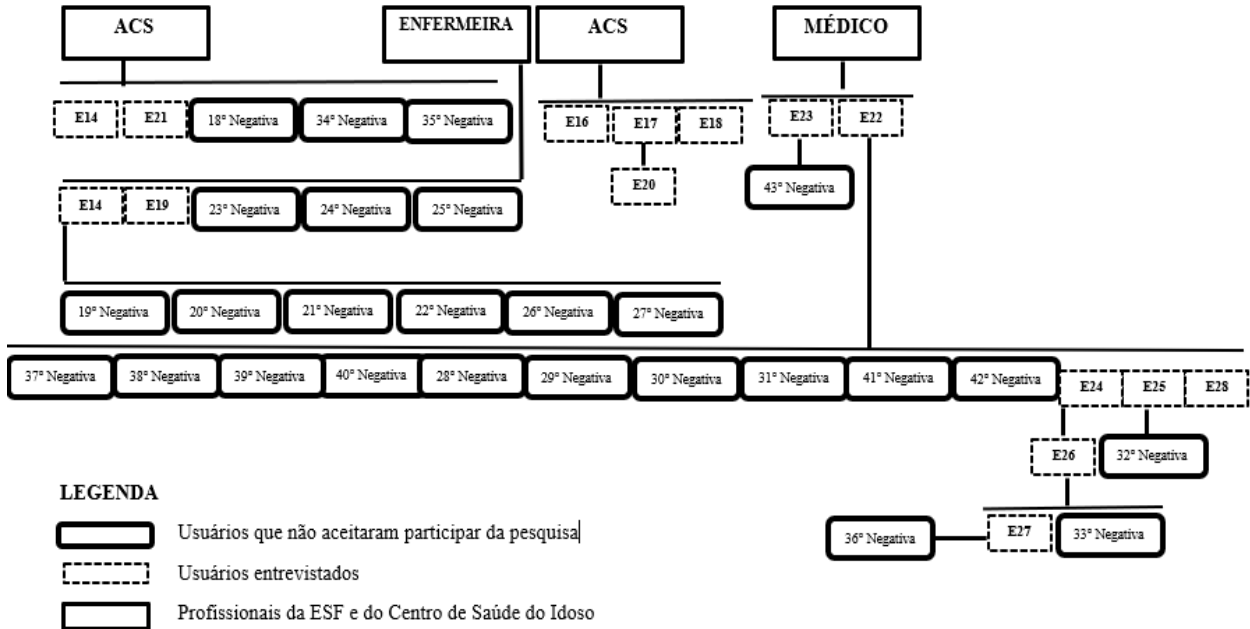 ACS ENFERMEIRA ACS MÉDICO
E14 E21 18° Negativa 34° Negativa 35° Negativa E16 E17 E18 E23 E22
E20 43° Negativa
E14 E19 23° Negativa 24° Negativa 25° Negativa
19° Negativa 20° Negativa 21° Negativa 22° Negativa 26° Negativa 27° Negativa
37° Negativa 38° Negativa 39° Negativa 40° Negativa 28° Negativa 29° Negativa 30° Negativa 31° Negativa 41° Negativa 42° Negativa E24 E25 E28
E26 32° Negativa
36° Negativa E27 33° Negativa
LEGENDA
Usuários que não aceitaram participar da pesquisa
Usuários entrevistados
Profissionais da ESF e do Centro de Saúde do Idoso